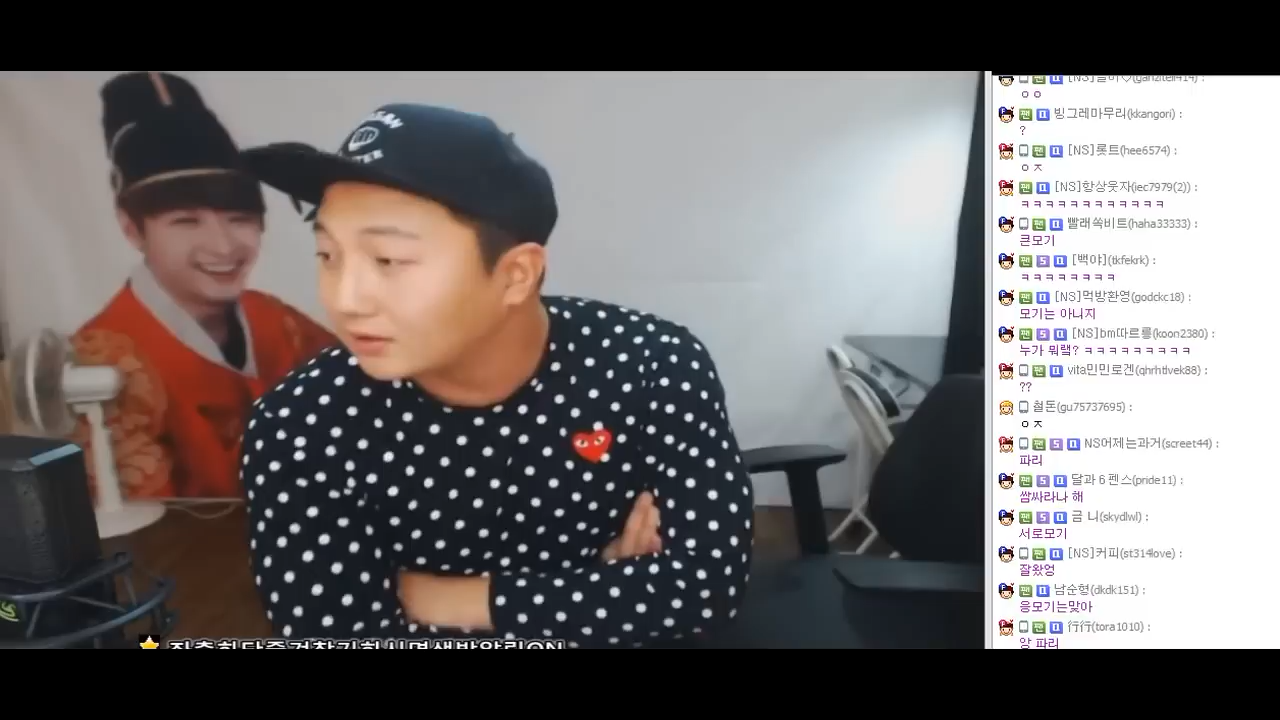 ㅇㅇ
빙그레마무리(kkangori) :
?
[NS]롯트(hee6574) :
ㅇㅈ
[NS]항상웃자(iec7979(2)) :
ㅋㅋㅋㅋㅋㅋㅋㅋㅋㅋㅋㅋ
빨래쏙비트(haha33333) :
큰모기
[백야](tkfekrk) :
ㅋㅋㅋㅋㅋㅋㅋㅋ
[NS]먹방환영(godckc18) :
모기는 아니지
[NS]bm따르릉(koon2380) :
누가 뭐램? ㅋㅋㅋㅋㅋㅋㅋㅋㅋ
vita민민로겐(qhrhtlvek88) :
??
철돈(gu75737695) :
ㅇㅈ
NS어제는과거(screet44) :
파리
달과６펜스(pride11) :
쌈싸라나 해
금 니(skydlwl) :
서로모기
[NS]커피(st314love) :
잘왔엉
남순형(dkdk151) :
응모기는맞아
行行(tora1010) :
앙 파리